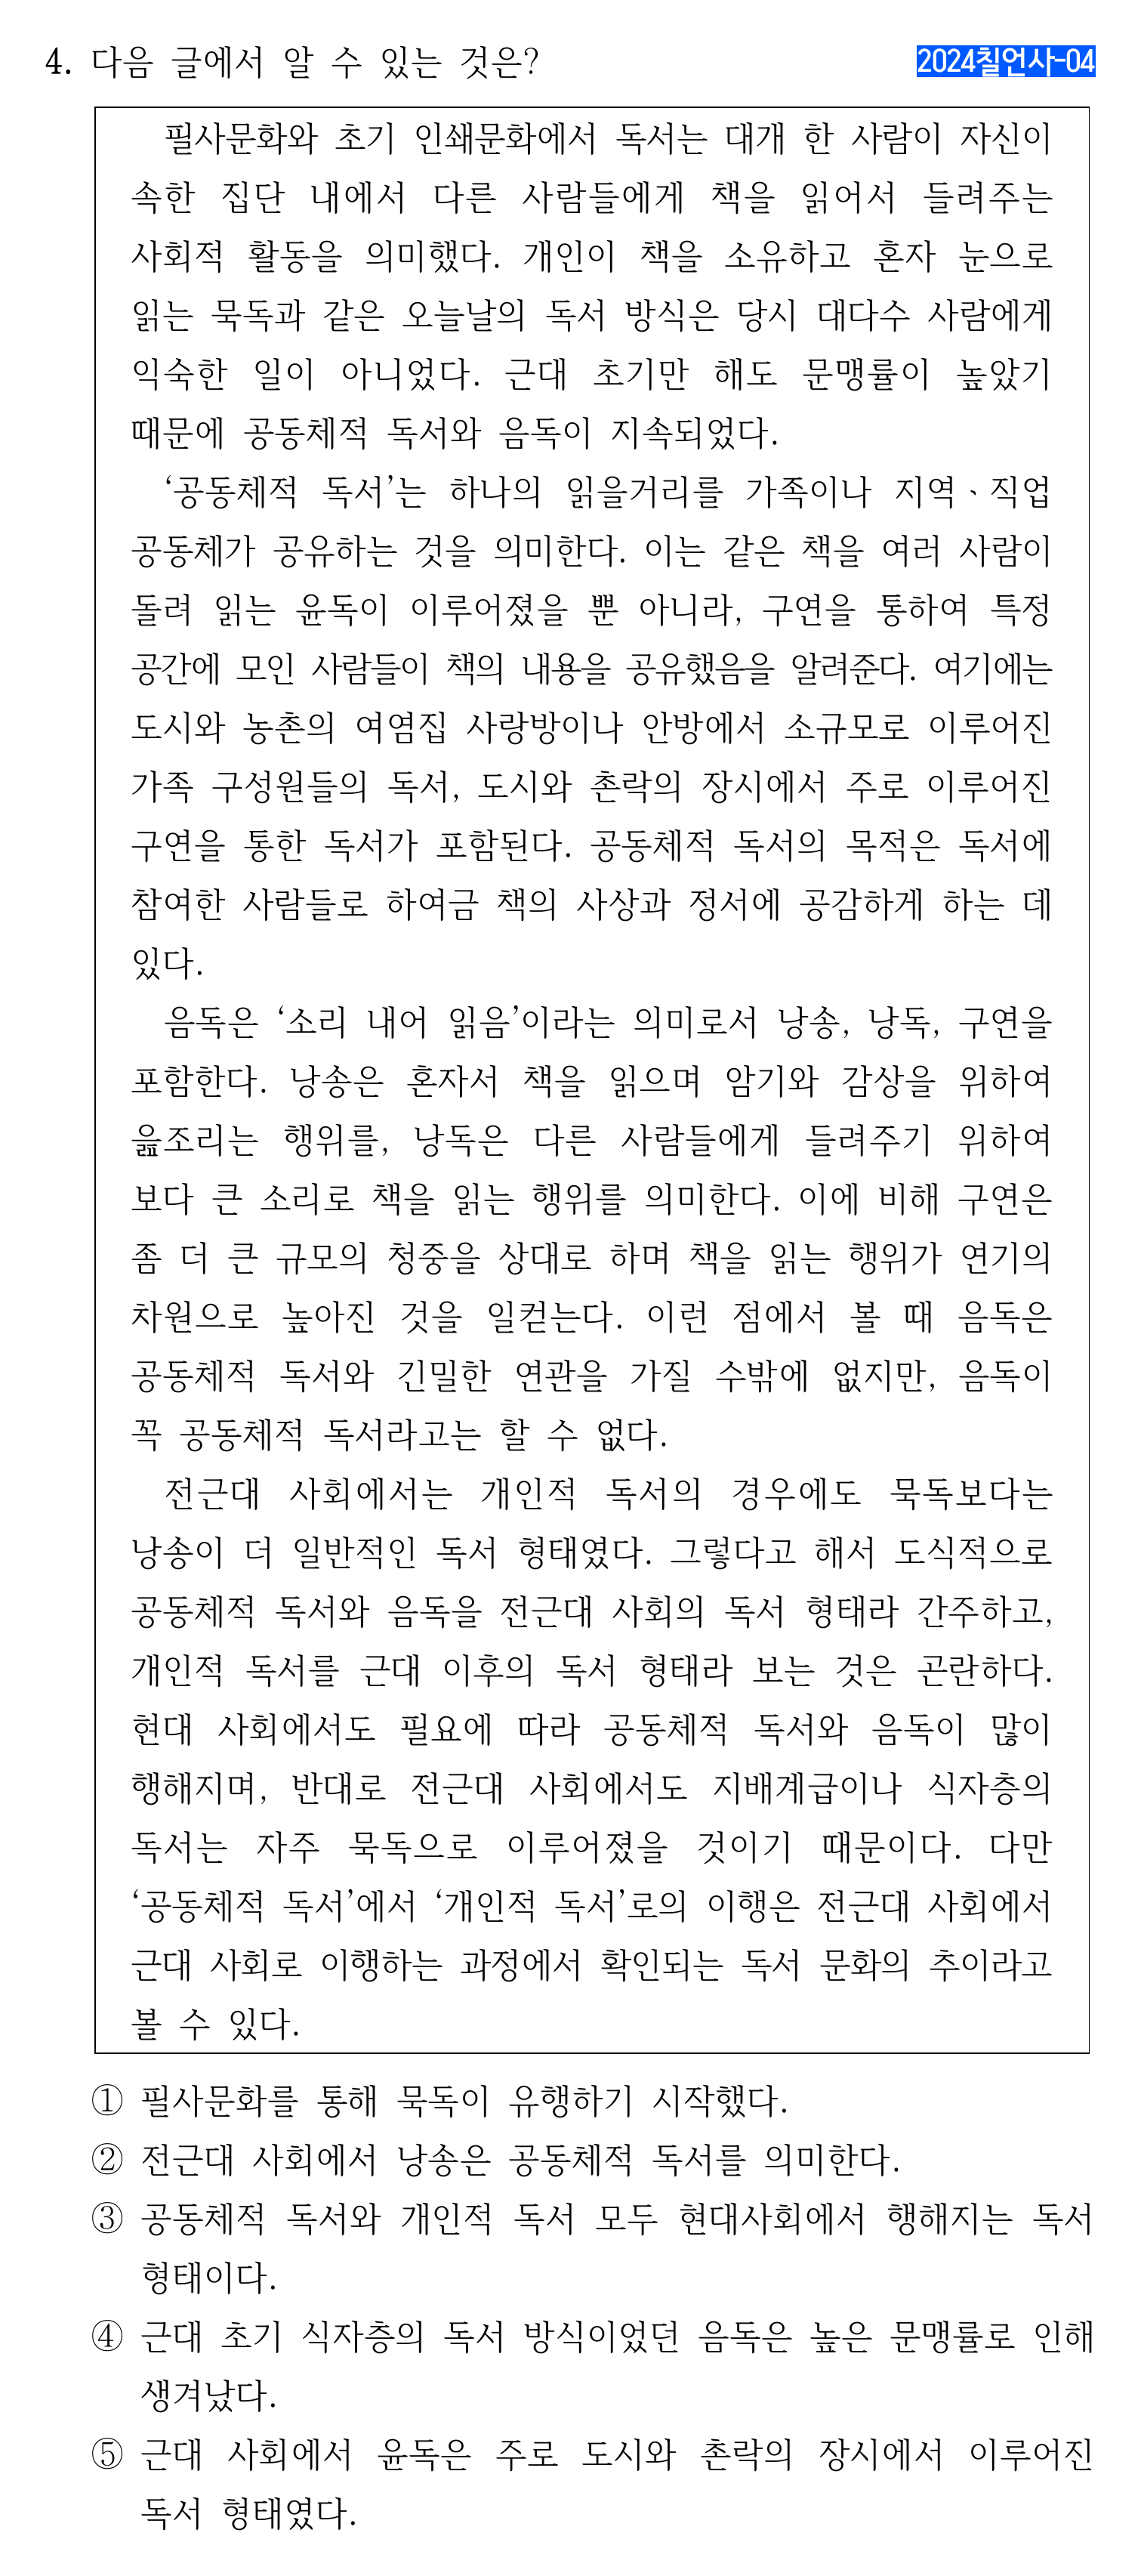 4. 다음 글에서 알 수 있는 것은?
2024칠언사-04
필사문화와 초기 인쇄문화에서 독서는 대개 한 사람이 자신이
속한 집단 내에서 다른 사람들에게 책을 읽어서 들려주는
사회적 활동을 의미했다. 개인이 책을 소유하고 혼자 눈으로
읽는 묵독과 같은 오늘날의 독서 방식은 당시 대다수 사람에게
익숙한 일이 아니었다. 근대 초기만 해도 문맹률이 높았기
때문에 공동체적 독서와 음독이 지속되었다.
‘공동체적 독서’는 하나의 읽을거리를 가족이나 지역ㆍ직업
공동체가 공유하는 것을 의미한다. 이는 같은 책을 여러 사람이
돌려 읽는 윤독이 이루어졌을 뿐 아니라, 구연을 통하여 특정
공간에 모인 사람들이 책의 내용을 공유했음을 알려준다. 여기에는
도시와 농촌의 여염집 사랑방이나 안방에서 소규모로 이루어진
가족 구성원들의 독서, 도시와 촌락의 장시에서 주로 이루어진
구연을 통한 독서가 포함된다. 공동체적 독서의 목적은 독서에
참여한 사람들로 하여금 책의 사상과 정서에 공감하게 하는 데
있다.
음독은 ‘소리 내어 읽음’이라는 의미로서 낭송, 낭독, 구연을
포함한다. 낭송은 혼자서 책을 읽으며 암기와 감상을 위하여
읊조리는 행위를, 낭독은 다른 사람들에게 들려주기 위하여
보다 큰 소리로 책을 읽는 행위를 의미한다. 이에 비해 구연은
좀 더 큰 규모의 청중을 상대로 하며 책을 읽는 행위가 연기의
차원으로 높아진 것을 일컫는다. 이런 점에서 볼 때 음독은
공동체적 독서와 긴밀한 연관을 가질 수밖에 없지만, 음독이
꼭 공동체적 독서라고는 할 수 없다.
전근대 사회에서는 개인적 독서의 경우에도 묵독보다는
낭송이 더 일반적인 독서 형태였다. 그렇다고 해서 도식적으로
공동체적 독서와 음독을 전근대 사회의 독서 형태라 간주하고,
개인적 독서를 근대 이후의 독서 형태라 보는 것은 곤란하다.
현대 사회에서도 필요에 따라 공동체적 독서와 음독이 많이
행해지며, 반대로 전근대 사회에서도 지배계급이나 식자층의
독서는 자주 묵독으로 이루어졌을 것이기 때문이다. 다만
‘공동체적 독서’에서 ‘개인적 독서’로의 이행은 전근대 사회에서
근대 사회로 이행하는 과정에서 확인되는 독서 문화의 추이라고
볼 수 있다.
① 필사문화를 통해 묵독이 유행하기 시작했다.
② 전근대 사회에서 낭송은 공동체적 독서를 의미한다.
③ 공동체적 독서와 개인적 독서 모두 현대사회에서 행해지는 독서
형태이다.
④ 근대 초기 식자층의 독서 방식이었던 음독은 높은 문맹률로 인해
생겨났다.
⑤ 근대 사회에서 윤독은 주로 도시와 촌락의 장시에서 이루어진
독서 형태였다.